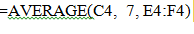 =AVERAGE(C4,  7, E4:F4)